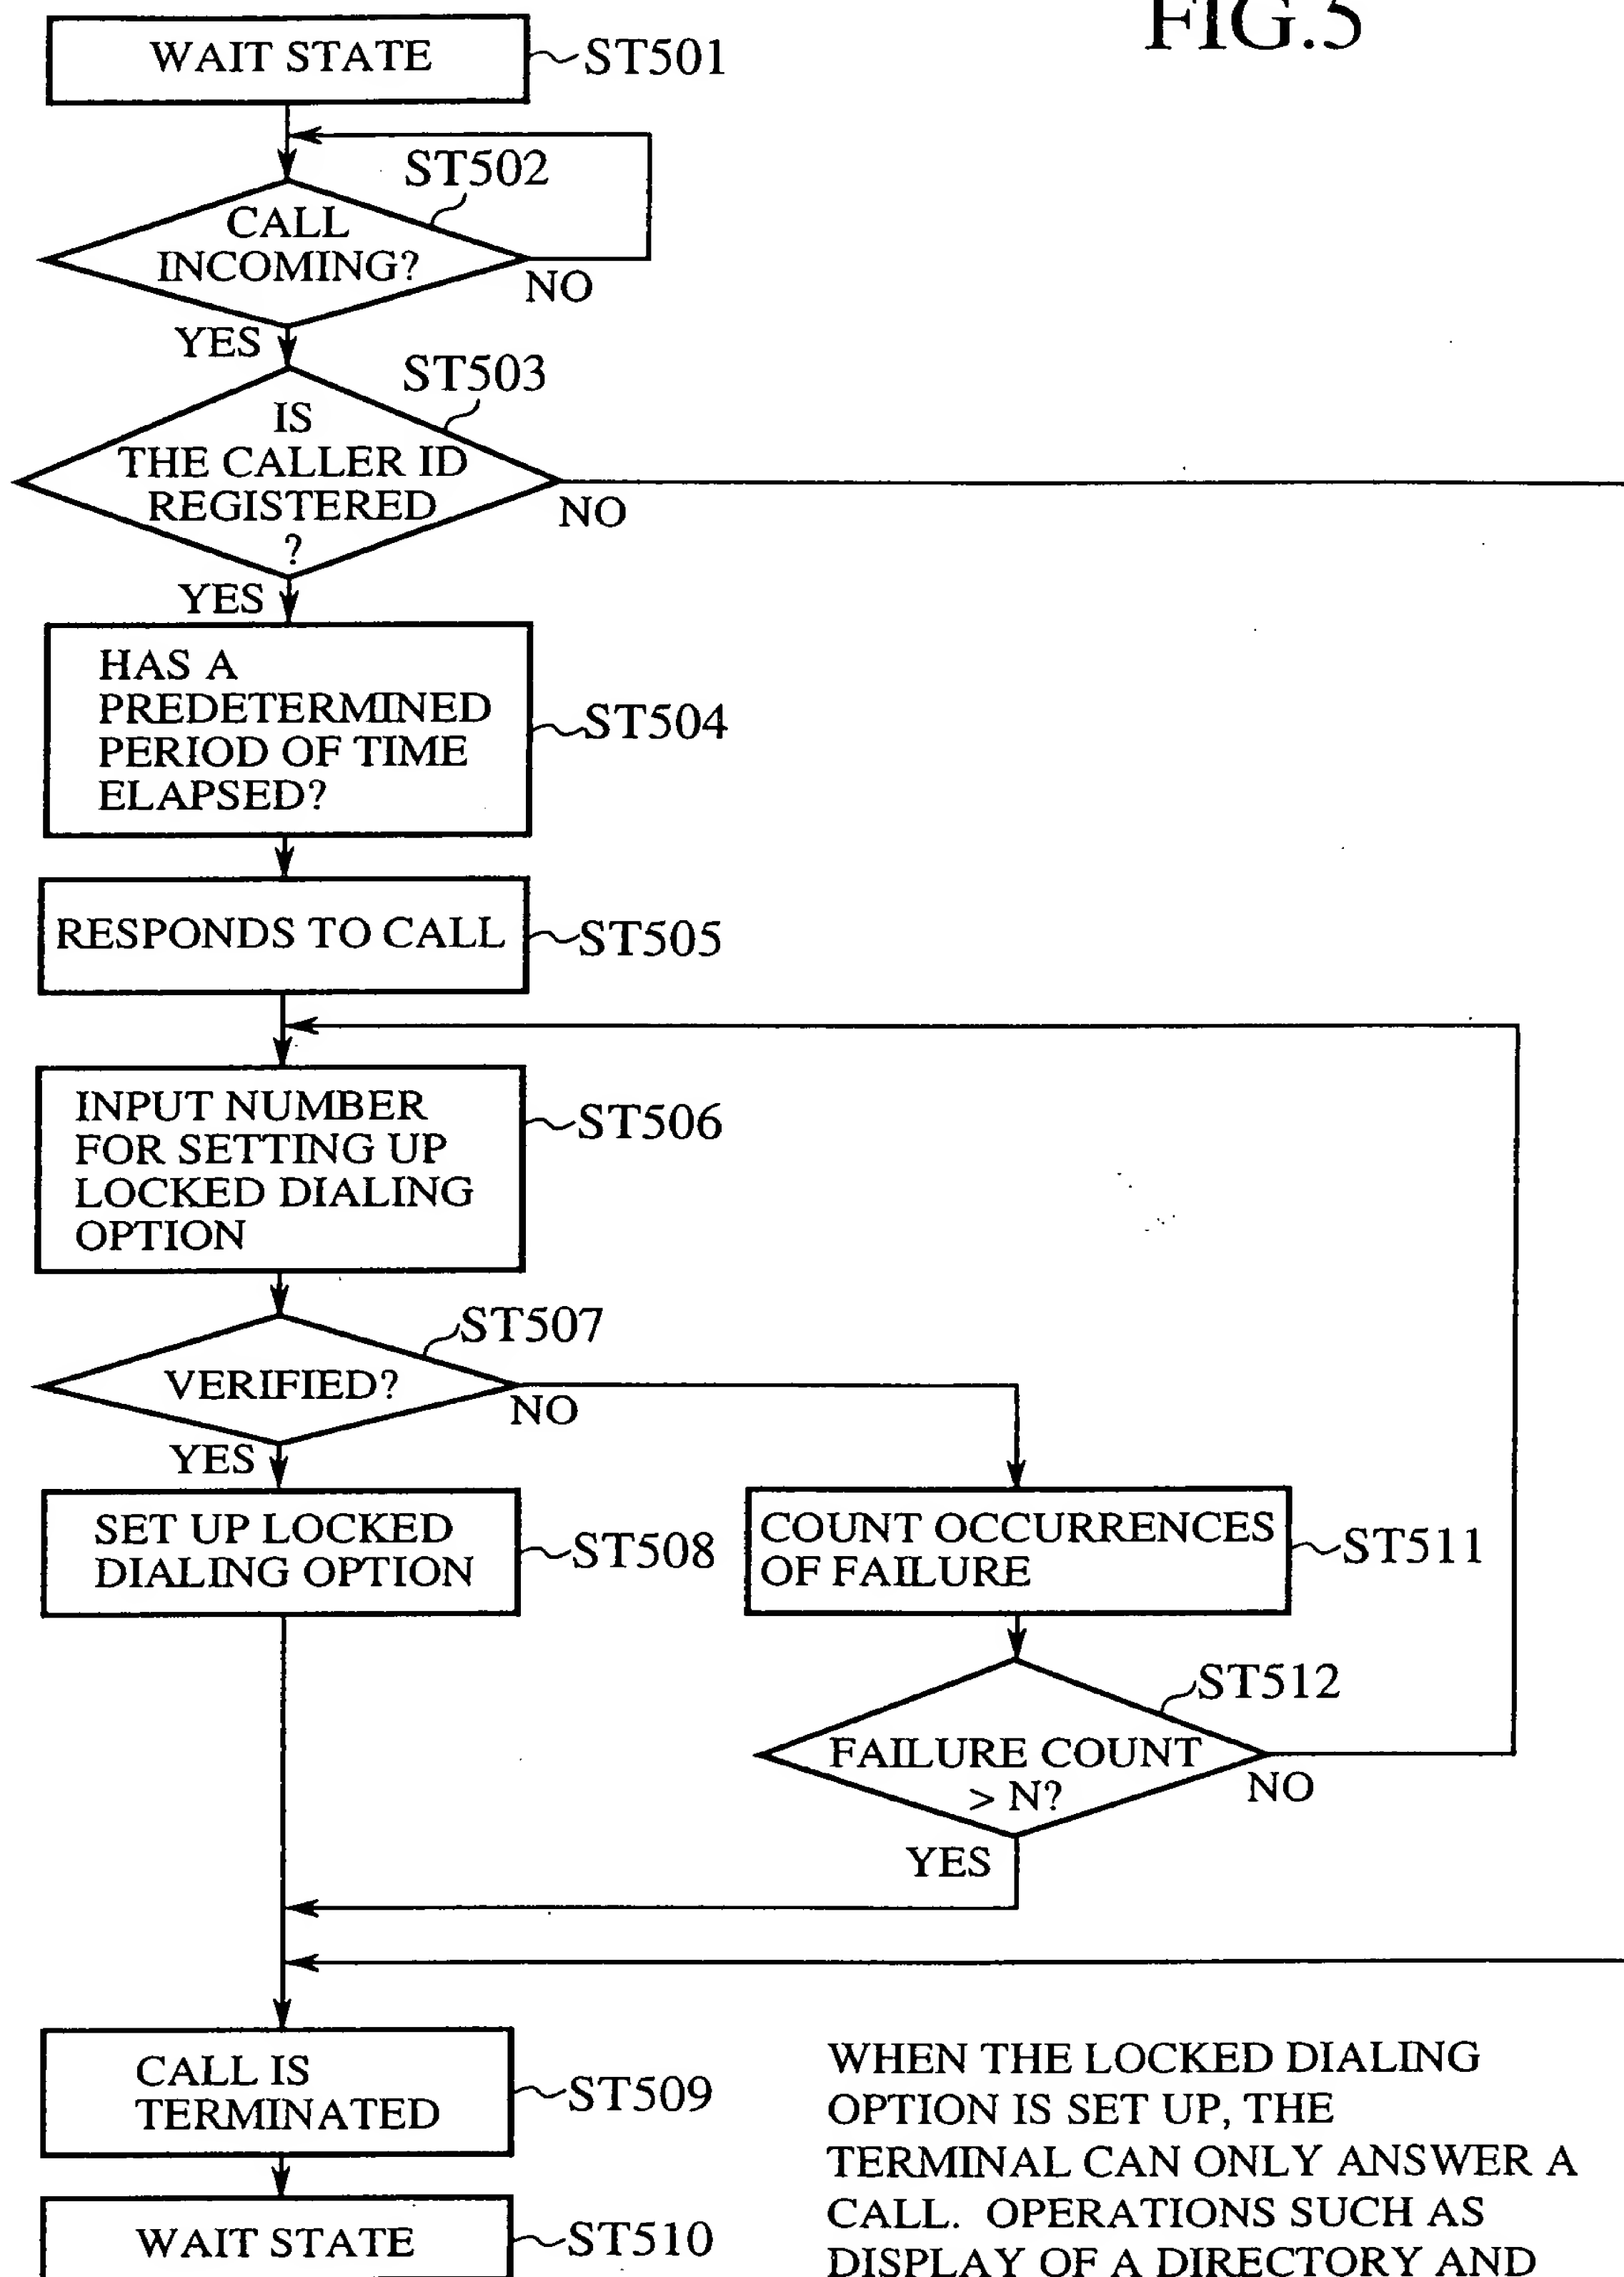 FIG.5
WAIT STATE
ST501
ST502
CALL
INCOMING?
NO
YES
ST503
IS
THE CALLER ID
REGISTERED
?
NO
YES
HAS A
PREDETERMINED
PERIOD OF TIME
ELAPSED?
ST504
RESPONDS TO CALL
ST505
INPUT NUMBER
FOR SETTING UP
LOCKED DIALING
OPTION
ST506
ST507
VERIFIED?
NO
YES
SET UP LOCKED
DIALING OPTION
ST508
COUNT OCCURRENCES
OF FAILURE
ST511
ST512
FAILURE COUNT
> N?
NO
YES
CALL IS
TERMINATED
ST509
WAIT STATE
ST510
WHEN THE LOCKED DIALING
OPTION IS SET UP, THE
TERMINAL CAN ONLY ANSWER A
CALL. OPERATIONS SUCH AS
DISPLAY OF A DIRECTORY AND